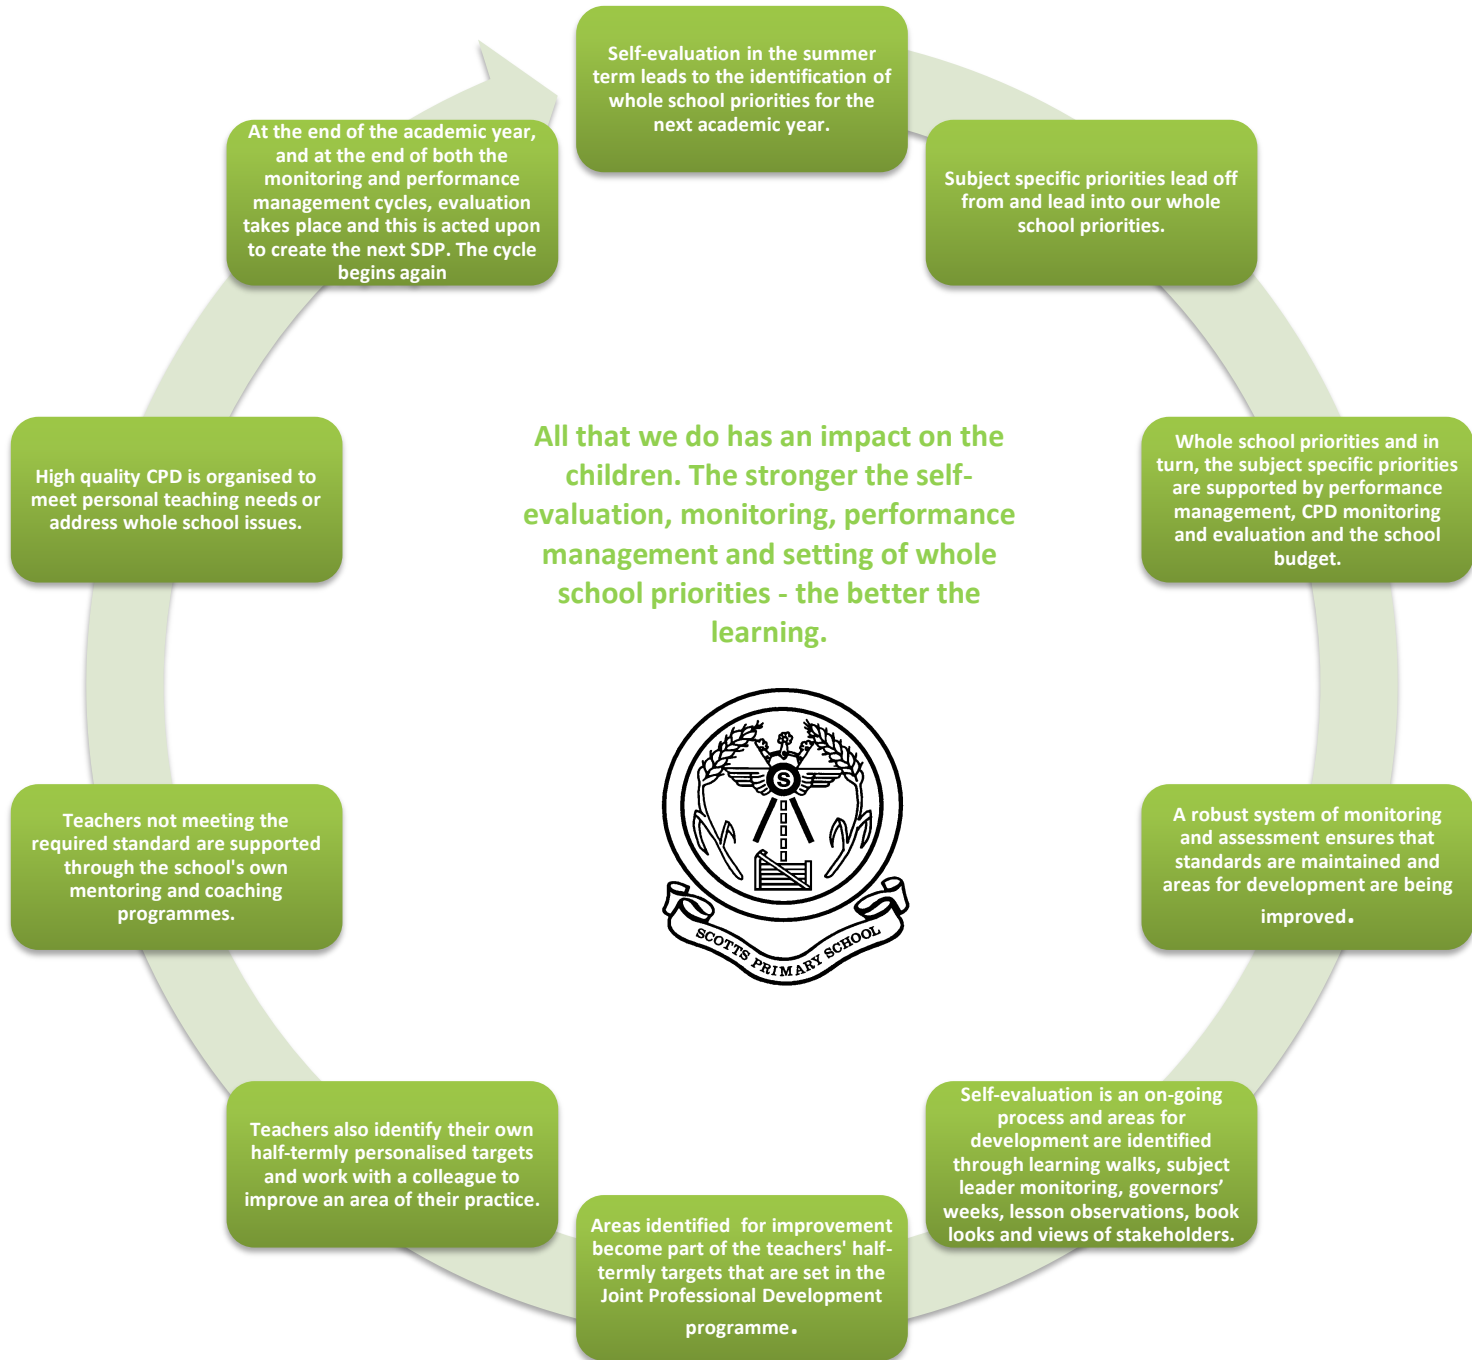 Self-evaluation in the summer
term leads to the identification of
whole school priorities for the
next academic year.
Subject specific priorities lead off
from and lead into our whole
school priorities.
Whole school priorities and in
turn, the subject specific priorities
are supported by performance
management, CPD monitoring
and evaluation and the school
budget.
A robust system of monitoring
and assessment ensures that
standards are maintained and
areas for development are being
improved.
Self-evaluation is an on-going
process and areas for
development are identified
through learning walks, subject
leader monitoring, governors’
weeks, lesson observations, book
looks and views of stakeholders.
Areas identified  for improvement
become part of the teachers' half-
termly targets that are set in the
Joint Professional Development
programme.
Teachers also identify their own
half-termly personalised targets
and work with a colleague to
improve an area of their practice.
Teachers not meeting the
required standard are supported
through the school's own
mentoring and coaching
programmes.
High quality CPD is organised to
meet personal teaching needs or
address whole school issues.
At the end of the academic year,
and at the end of both the
monitoring and performance
management cycles, evaluation
takes place and this is acted upon
to create the next SDP. The cycle
begins again
All that we do has an impact on the
children. The stronger the self-
evaluation, monitoring, performance
management and setting of whole
school priorities - the better the
learning.
S
SCOTTS PRIMARY SCHOOL